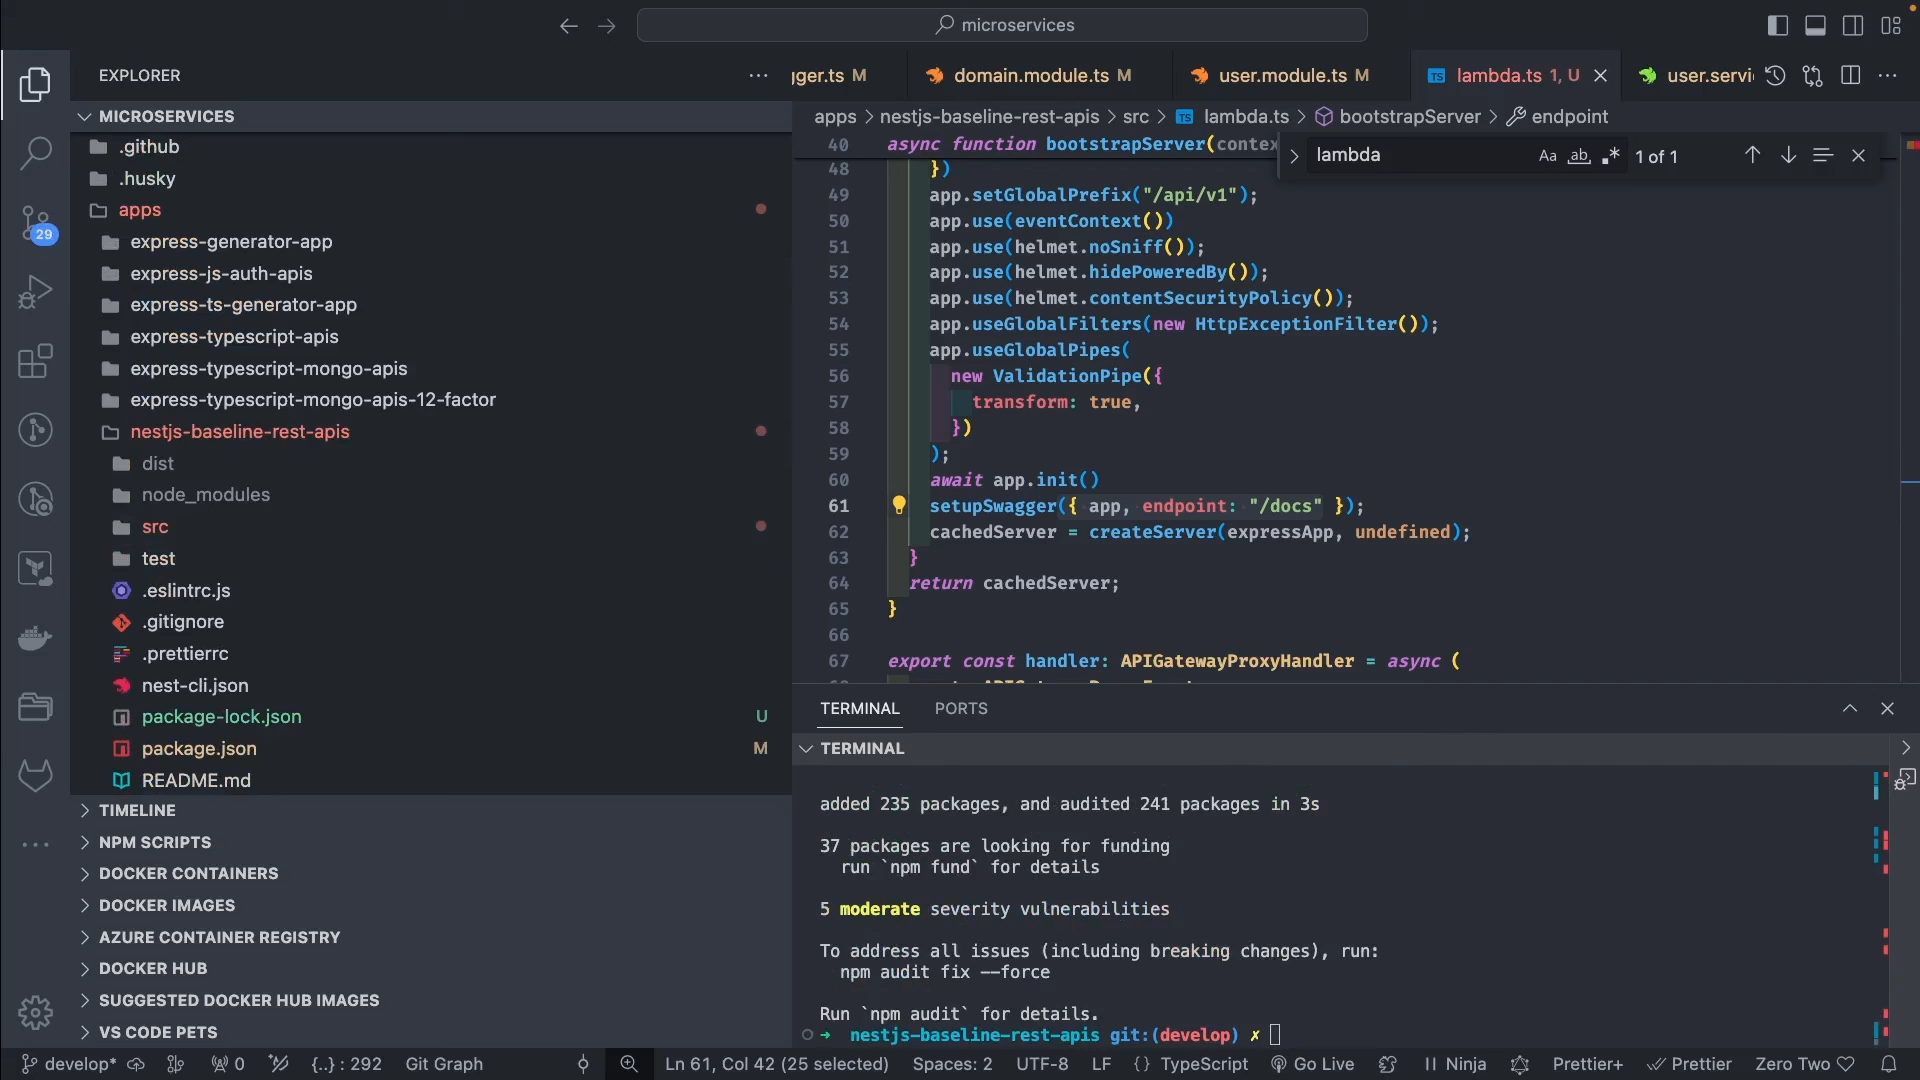 microservices
EXPLORER
gger.ts M
domain.module.ts M
user.module.ts M
lambda.ts 1, U
user.servi
MICROSERVICES
apps > nestjs-baseline-rest-apis > src > lambda.ts > bootstrapServer > endpoint
.github
.husky
apps
express-generator-app
express-js-auth-apis
express-ts-generator-app
express-typescript-apis
express-typescript-mongo-apis
express-typescript-mongo-apis-12-factor
nestjs-baseline-rest-apis
dist
node_modules
src
test
.eslintrc.js
.gitignore
.prettierrc
nest-cli.json
package-lock.json U
package.json M
README.md
TIMELINE
NPM SCRIPTS
DOCKER CONTAINERS
DOCKER IMAGES
AZURE CONTAINER REGISTRY
DOCKER HUB
SUGGESTED DOCKER HUB IMAGES
VS CODE PETS
29
lambda Aa ab .* 1 of 1
40 async function bootstrapServer(contex
48 })
49 app.setGlobalPrefix("/api/v1");
50 app.use(eventContext())
51 app.use(helmet.noSniff());
52 app.use(helmet.hidePoweredBy());
53 app.use(helmet.contentSecurityPolicy());
54 app.useGlobalFilters(new HttpExceptionFilter());
55 app.useGlobalPipes(
56 new ValidationPipe({
57 transform: true,
58 })
59 );
60 await app.init()
61 setupSwagger({ app, endpoint: "/docs" });
62 cachedServer = createServer(expressApp, undefined);
63 }
64 return cachedServer;
65 }
66
67 export const handler: APIGatewayProxyHandler = async (
TERMINAL PORTS
TERMINAL
added 235 packages, and audited 241 packages in 3s
37 packages are looking for funding
run `npm fund` for details
5 moderate severity vulnerabilities
To address all issues (including breaking changes), run:
npm audit fix --force
Run `npm audit` for details.
➜ nestjs-baseline-rest-apis git:(develop) ✗
develop* 0 {..} : 292 Git Graph Ln 61, Col 42 (25 selected) Spaces: 2 UTF-8 LF {} TypeScript Go Live Ninja Prettier+ Prettier Zero Two